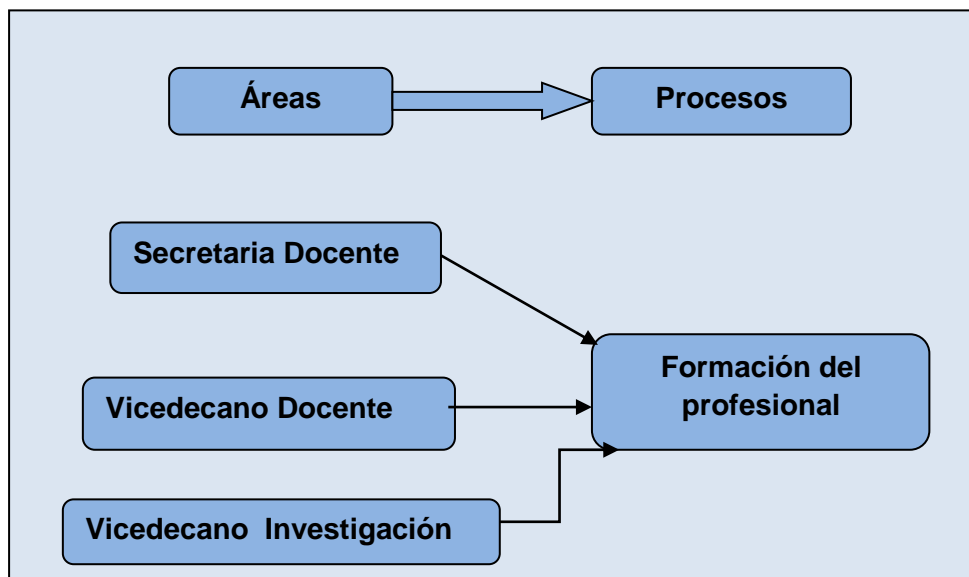 Áreas
Procesos
Secretaria Docente
Formación del
profesional
Vicedecano Docente
Vicedecano Investigación